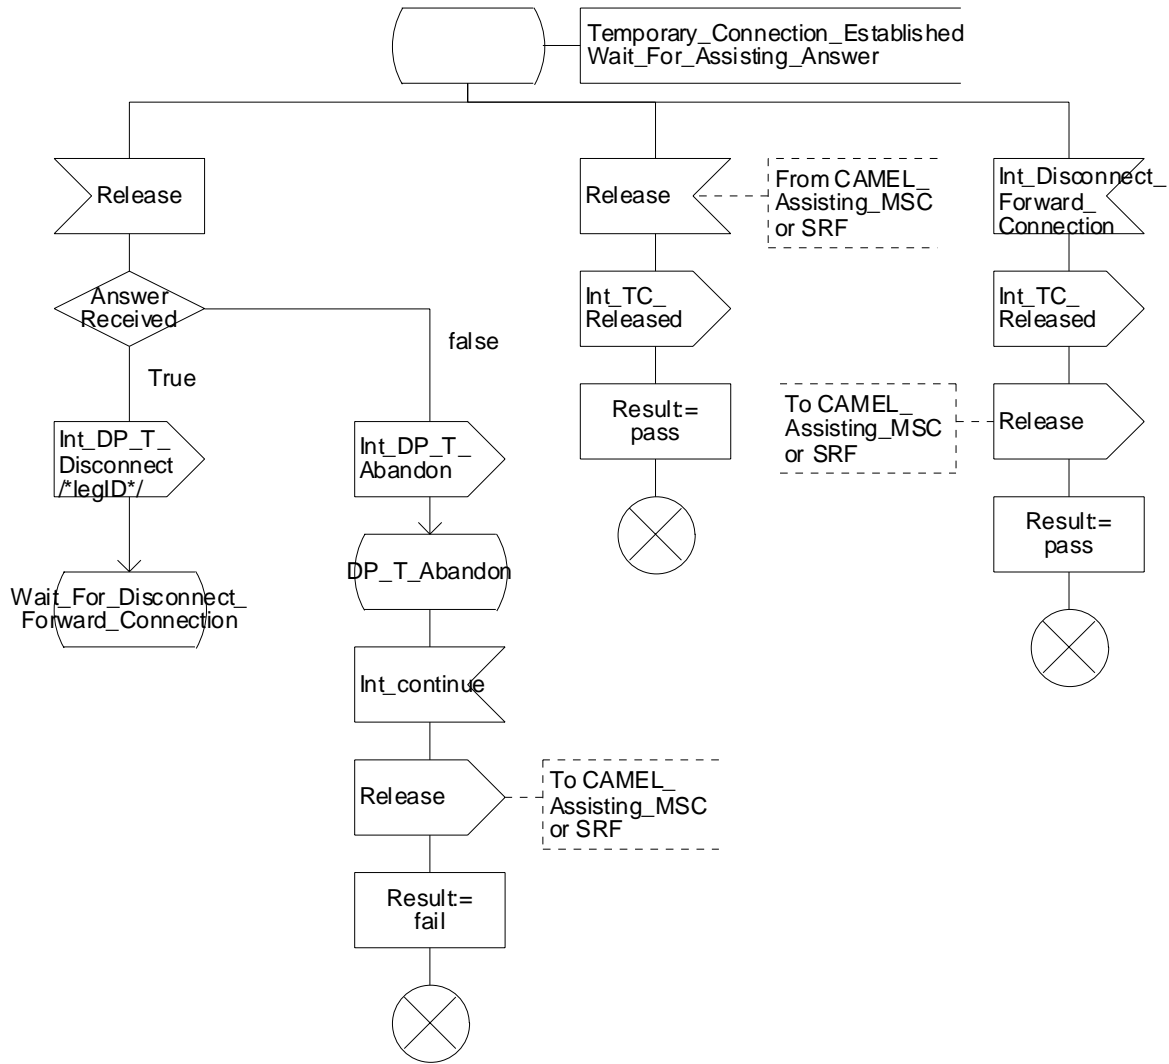 Temporary_Connection_Established
Wait_For_Assisting_Answer
Release
Release
From CAMEL_
Assisting_MSC
or SRF
Int_Disconnect_
Forward_
Connection
Answer
Received
false
True
Int_TC_
Released
Int_TC_
Released
Int_DP_T_
Disconnect
/*legID*/
Int_DP_T_
Abandon
Result:=
pass
To CAMEL_
Assisting_MSC
or SRF
Release
Wait_For_Disconnect_
Forward_Connection
DP_T_Abandon
Result:=
pass
Int_continue
Release
To CAMEL_
Assisting_MSC
or SRF
Result:=
fail